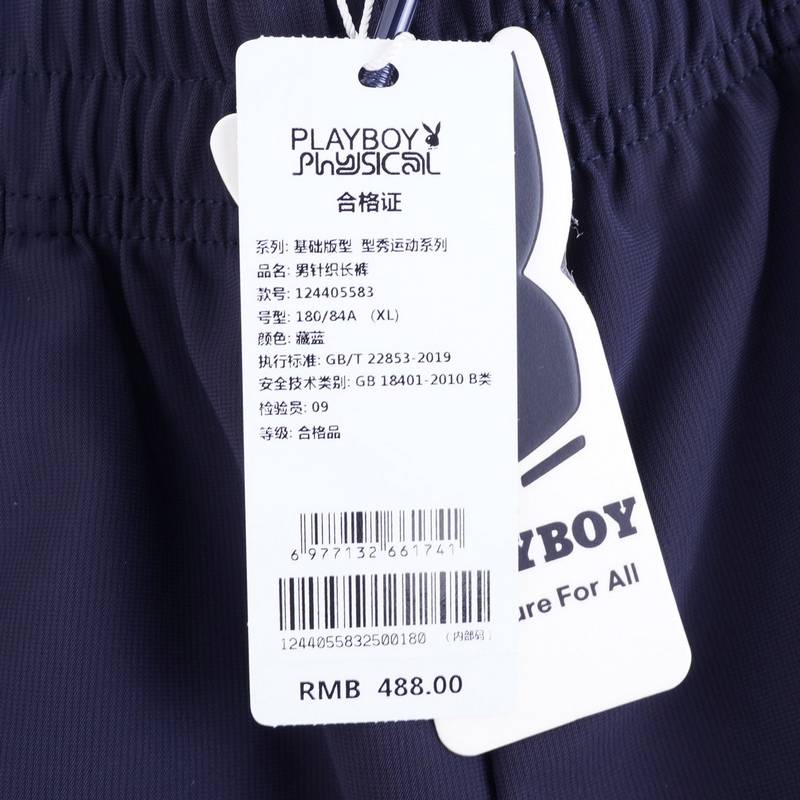 PLAYBOY
Physical
合格证
系列: 基础版型 型秀运动系列
品名: 男针织长裤
款号: 124405583
号型: 180/84A (XL)
颜色: 藏蓝
执行标准: GB/T 22853-2019
安全技术类别: GB 18401-2010 B类
检验员: 09
等级: 合格品
6 977132 661741
1244055832500180 (内部码)
RMB 488.00
YBOY
ure For All